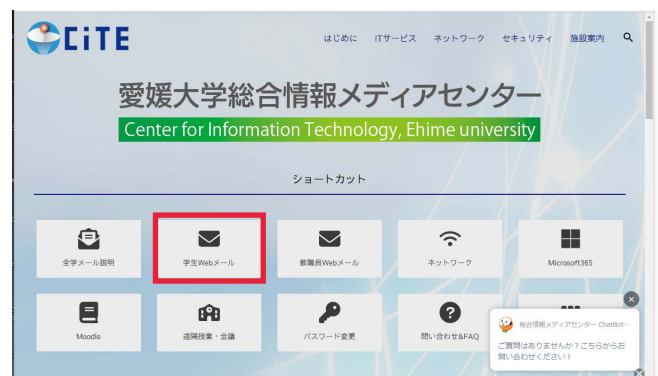 CiTE
はじめに ITサービス ネットワーク セキュリティ 施設案内
愛媛大学総合情報メディアセンター
Center for Information Technology, Ehime university
ショートカット
全学メール説明 学生Webメール 教職員Webメール ネットワーク Microsoft365
Moodle 遠隔授業・会議 パスワード変更 問い合わせ&FAQ
総合情報メディアセンター ChatBot…
ご質問はありませんか？こちらからお
問い合わせください！